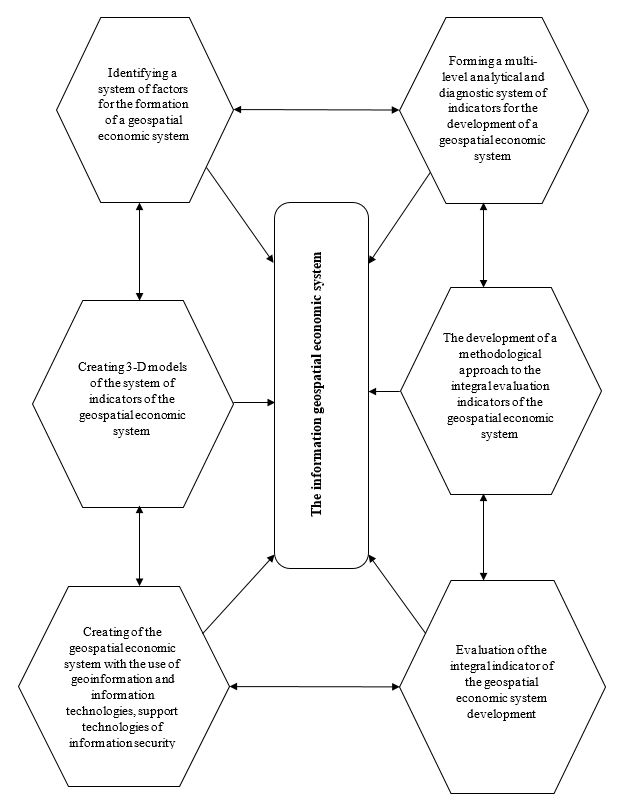 Identifying a
system of factors
for the formation
of a geospatial
economic system
Forming a multi-
level analytical and
diagnostic system of
indicators for the
development of a
geospatial economic
system
The information geospatial economic system
Creating 3-D models
of the system of
indicators of the
geospatial economic
system
The development of a
methodological
approach to the
integral evaluation
indicators of the
geospatial economic
system
Creating of the
geospatial economic
system with the use of
geoinformation and
information
technologies, support
technologies of
information security
Evaluation of the
integral indicator of
the geospatial
economic system
development